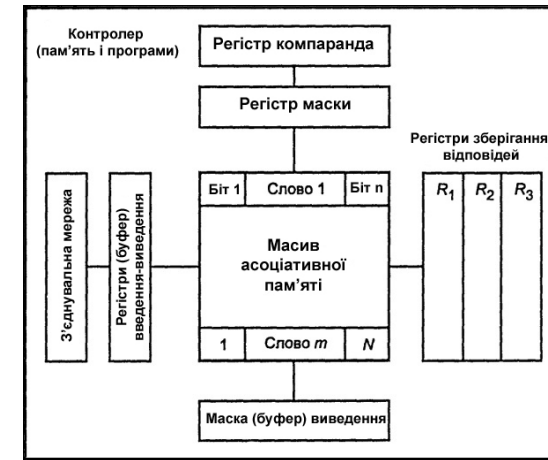 Контролер
(пам'ять і програми)
Регістр компаранда
Регістр маски
Регістри зберігання
відповідей
З'єднувальна мережа
Регістри (буфер)
введення-виведення
Біт 1 Слово 1 Біт n
Масив
асоціативної
пам'яті
1 Слово m N
R1 R2 R3
Маска (буфер) виведення